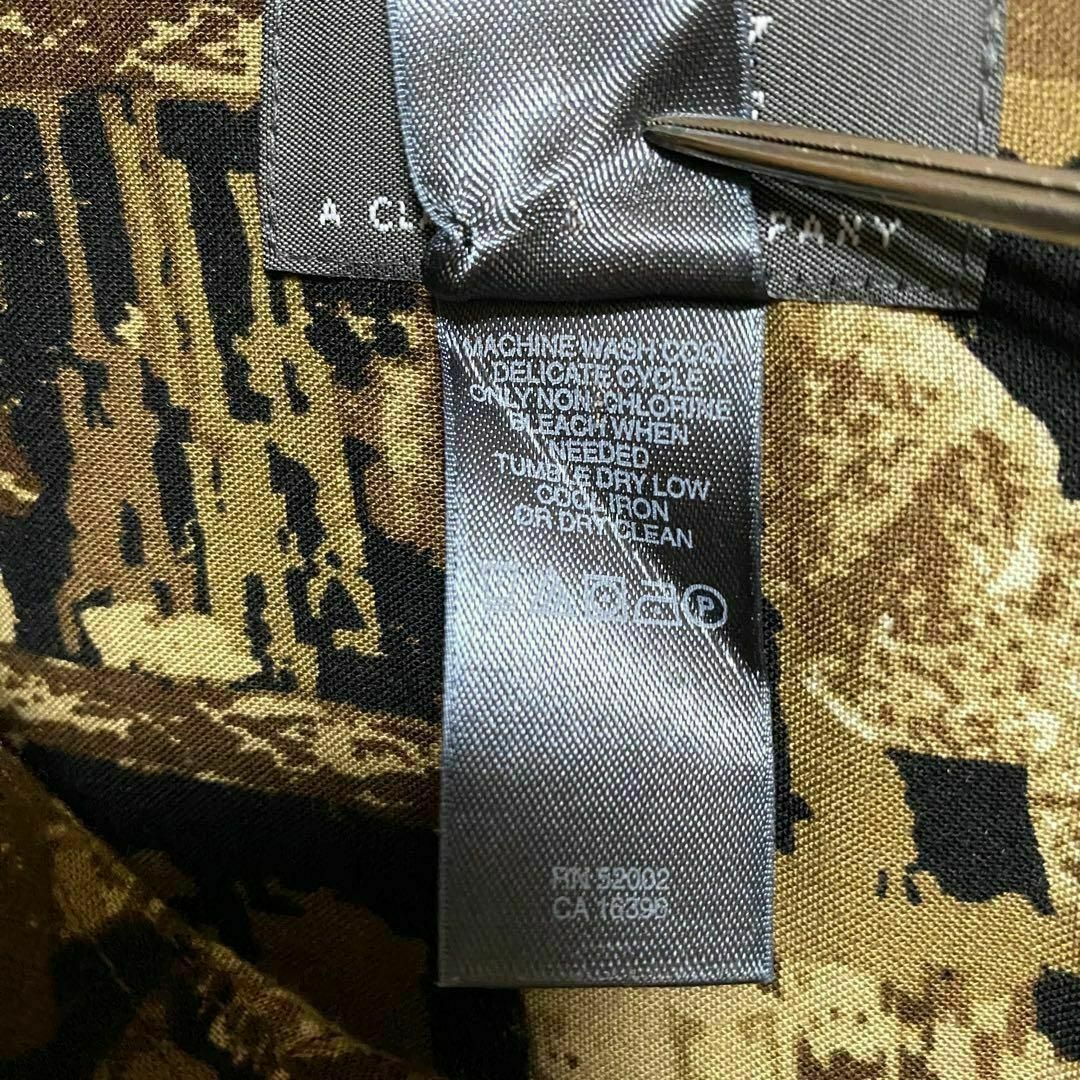 A
PANY
MACHINE WASH COOL
DELICATE CYCLE
ONLY NON-CHLORINE
BLEACH WHEN
NEEDED
TUMBLE DRY LOW
COOL IRON
OR DRY CLEAN
P
RN 52002
CA 16396